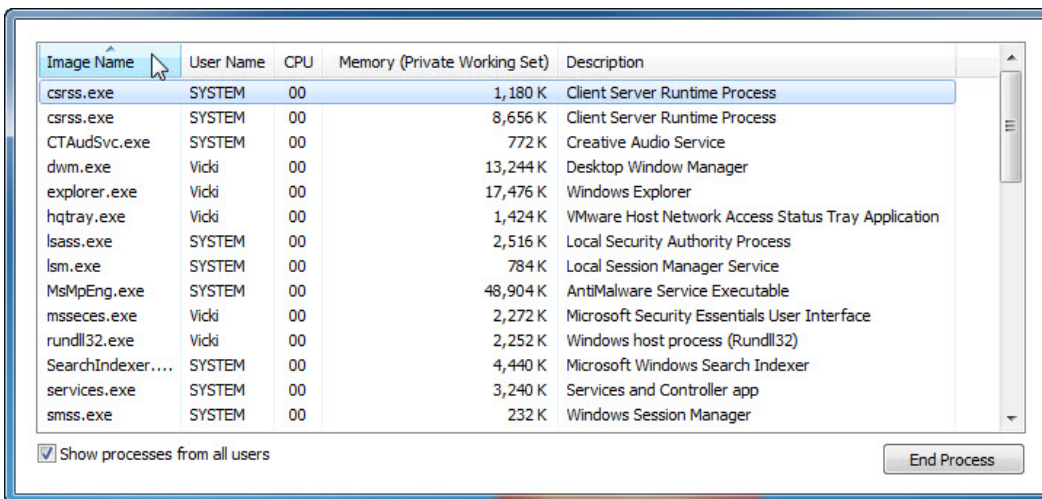 Image Name User Name CPU Memory (Private Working Set) Description
csrss.exe SYSTEM 00 1,180 K Client Server Runtime Process
csrss.exe SYSTEM 00 8,656 K Client Server Runtime Process
CTAudSvc.exe SYSTEM 00 772 K Creative Audio Service
dwm.exe Vicki 00 13,244 K Desktop Window Manager
explorer.exe Vicki 00 17,476 K Windows Explorer
hqtray.exe Vicki 00 1,424 K VMware Host Network Access Status Tray Application
lsass.exe SYSTEM 00 2,516 K Local Security Authority Process
lsm.exe SYSTEM 00 784 K Local Session Manager Service
MsMpEng.exe SYSTEM 00 48,904 K AntiMalware Service Executable
msseces.exe Vicki 00 2,272 K Microsoft Security Essentials User Interface
rundll32.exe Vicki 00 2,252 K Windows host process (Rundll32)
SearchIndexer.... SYSTEM 00 4,440 K Microsoft Windows Search Indexer
services.exe SYSTEM 00 3,240 K Services and Controller app
smss.exe SYSTEM 00 232 K Windows Session Manager
Show processes from all users
End Process